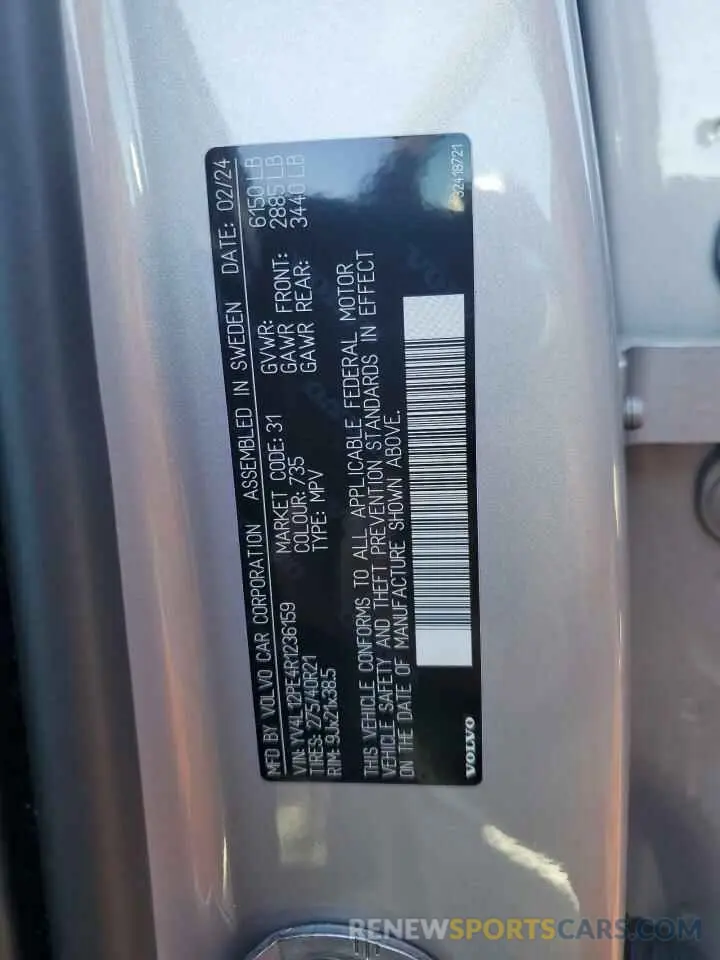 MFD BY VOLVO CAR CORPORATION ASSEMBLED IN SWEDEN DATE: 02/24
VIN: YV4L12PE4R1236159 MARKET CODE: 31 GVWR: 6150 LB
TIRES: 275/40R21 COLOUR: 735 GAWR FRONT: 2885 LB
RIM: 9Jx21x38.5 TYPE: MPV GAWR REAR: 3440 LB
THIS VEHICLE CONFORMS TO ALL APPLICABLE FEDERAL MOTOR
VEHICLE SAFETY AND THEFT PREVENTION STANDARDS IN EFFECT
ON THE DATE OF MANUFACTURE SHOWN ABOVE.
VOLVO 32418721
RENEWSPORTSCARS.COM